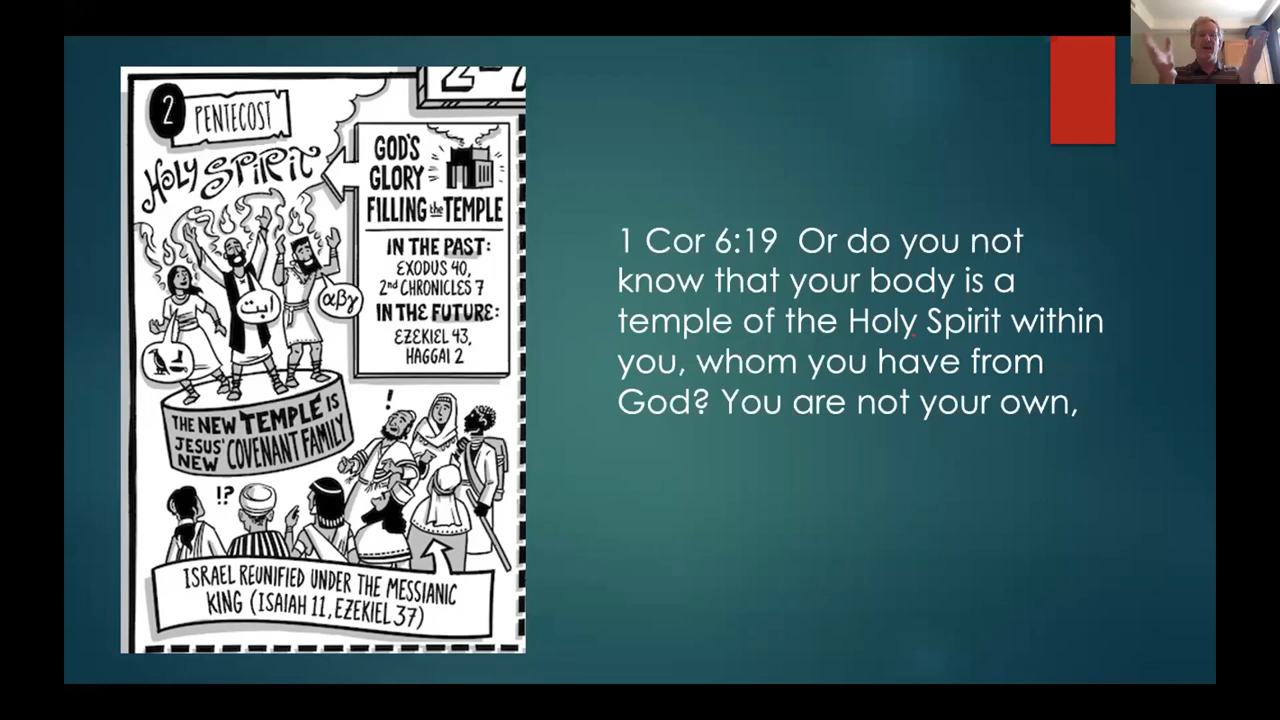 2 PENTECOST
HOLY SPIRIT
GOD'S
GLORY
FILLING the TEMPLE
IN THE PAST:
EXODUS 40,
2nd CHRONICLES 7
IN THE FUTURE:
EZEKIEL 43,
HAGGAI 2
αβγ
THE NEW TEMPLE IS
JESUS'
NEW COVENANT FAMILY
!
!?
ISRAEL REUNIFIED UNDER THE MESSIANIC
KING (ISAIAH 11, EZEKIEL 37)
1 Cor 6:19 Or do you not
know that your body is a
temple of the Holy Spirit within
you, whom you have from
God? You are not your own,